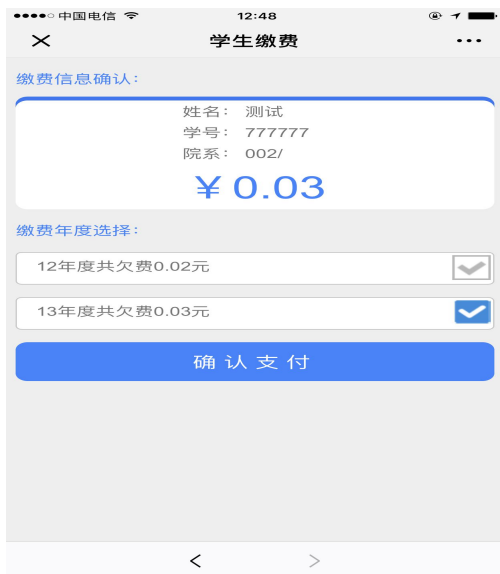 中国电信 12:48
学生缴费
缴费信息确认：
姓名： 测试
学号： 777777
院系： 002/
￥0.03
缴费年度选择：
12年度共欠费0.02元
13年度共欠费0.03元
确认支付